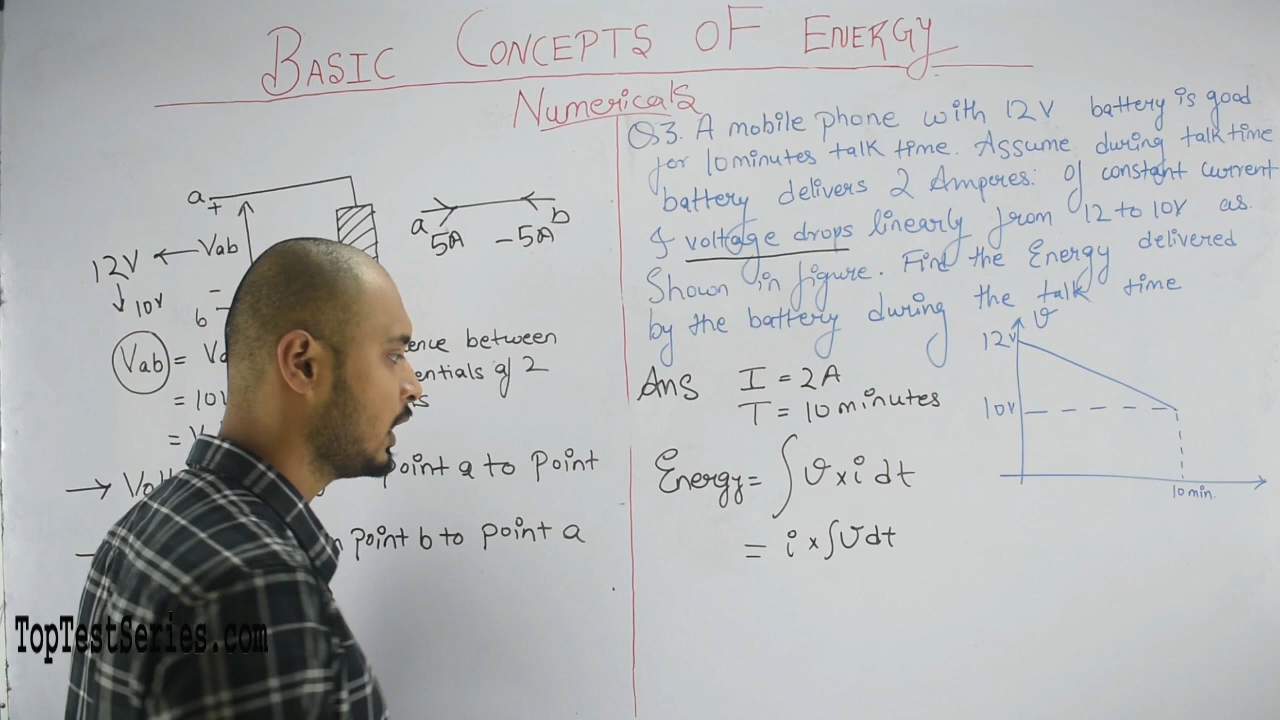 BASIC CONCEPTS OF ENERGY
Numericals
a +
12V ← Vab
↓ 10V
−
b
a b
5A −5A
Vab = V ence between
= 10V entials of 2
= V
→ Vol point a to point
point b to point a
Q3. A mobile phone with 12V battery is good
for 10minutes talk time. Assume during talk time
battery delivers 2 Amperes: of constant current
& voltage drops linearly from 12 to 10V as
Shown in figure. Find the Energy delivered
by the battery during the talk time
v
12V
10V
10min.
Ans I = 2A
T = 10minutes
Energy = ∫ v x i dt
= i x ∫ v dt
TopTestSeries.com